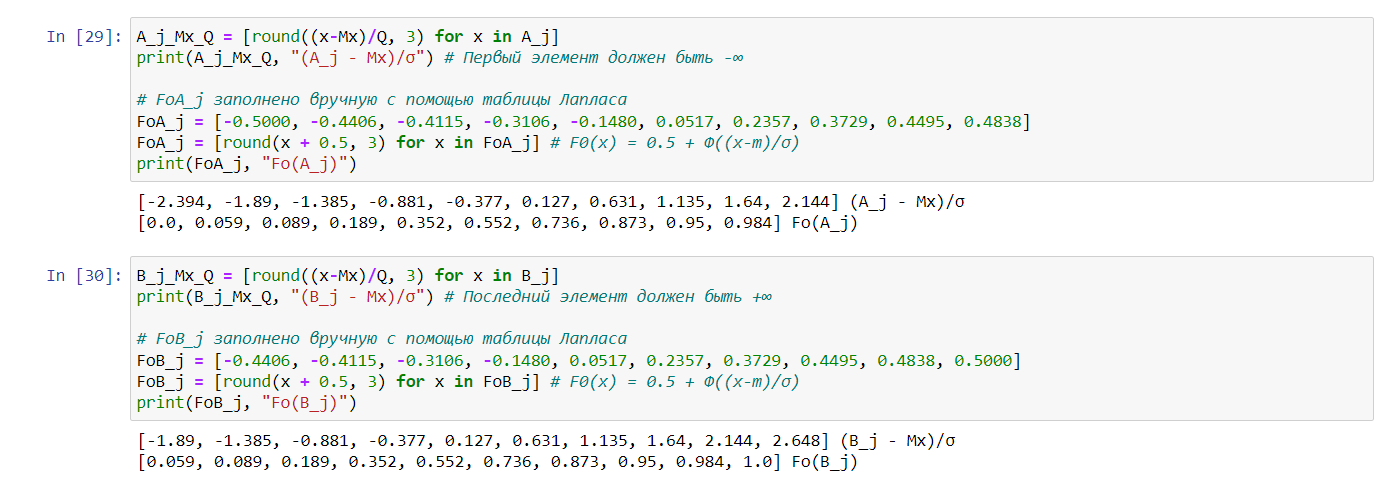 In [29]: A_j_Mx_Q = [round((x-Mx)/Q, 3) for x in A_j]
print(A_j_Mx_Q, "(A_j - Mx)/σ") # Первый элемент должен быть -∞
# FoA_j заполнено вручную с помощью таблицы Лапласа
FoA_j = [-0.5000, -0.4406, -0.4115, -0.3106, -0.1480, 0.0517, 0.2357, 0.3729, 0.4495, 0.4838]
FoA_j = [round(x + 0.5, 3) for x in FoA_j] # F0(x) = 0.5 + Ф((x-m)/σ)
print(FoA_j, "Fo(A_j)")
[-2.394, -1.89, -1.385, -0.881, -0.377, 0.127, 0.631, 1.135, 1.64, 2.144] (A_j - Mx)/σ
[0.0, 0.059, 0.089, 0.189, 0.352, 0.552, 0.736, 0.873, 0.95, 0.984] Fo(A_j)
In [30]: B_j_Mx_Q = [round((x-Mx)/Q, 3) for x in B_j]
print(B_j_Mx_Q, "(B_j - Mx)/σ") # Последний элемент должен быть +∞
# FoB_j заполнено вручную с помощью таблицы Лапласа
FoB_j = [-0.4406, -0.4115, -0.3106, -0.1480, 0.0517, 0.2357, 0.3729, 0.4495, 0.4838, 0.5000]
FoB_j = [round(x + 0.5, 3) for x in FoB_j] # F0(x) = 0.5 + Ф((x-m)/σ)
print(FoB_j, "Fo(B_j)")
[-1.89, -1.385, -0.881, -0.377, 0.127, 0.631, 1.135, 1.64, 2.144, 2.648] (B_j - Mx)/σ
[0.059, 0.089, 0.189, 0.352, 0.552, 0.736, 0.873, 0.95, 0.984, 1.0] Fo(B_j)